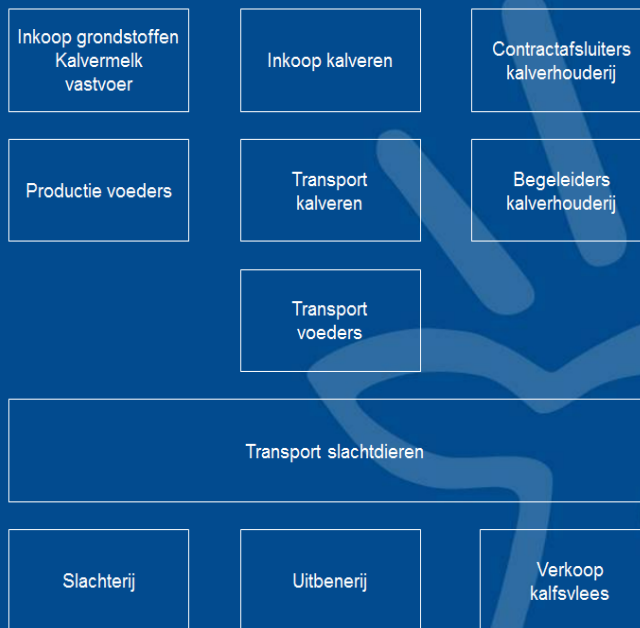 Inkoop grondstoffen
Kalvermelk
vastvoer
Inkoop kalveren
Contractafsluiters
kalverhouderij
Productie voeders
Transport
kalveren
Begeleiders
kalverhouderij
Transport
voeders
Transport slachtdieren
Slachterij
Uitbenerij
Verkoop
kalfsvlees